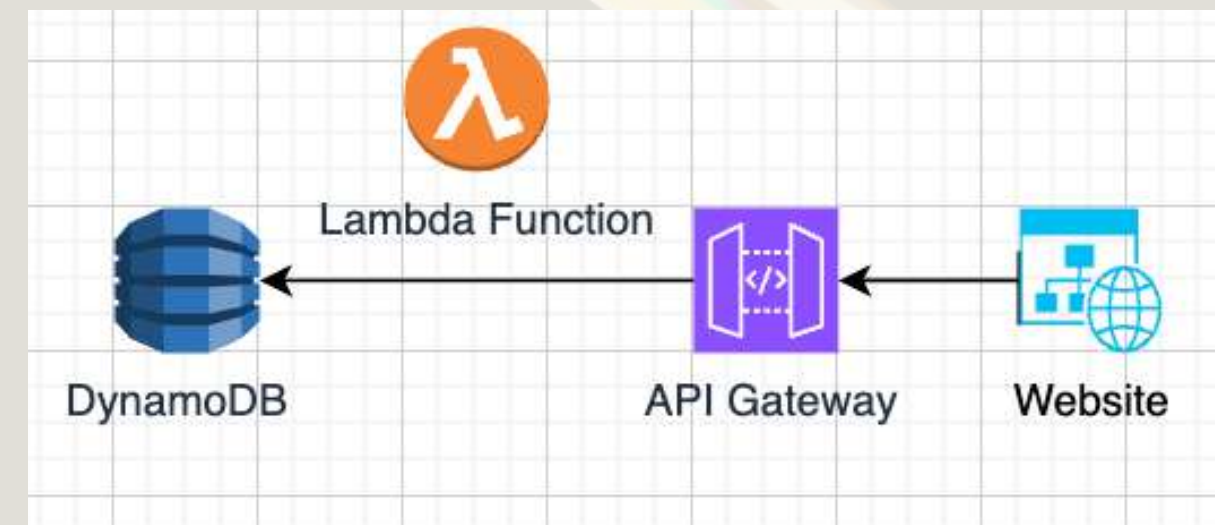 λ
Lambda Function
</>
DynamoDB
API Gateway
Website